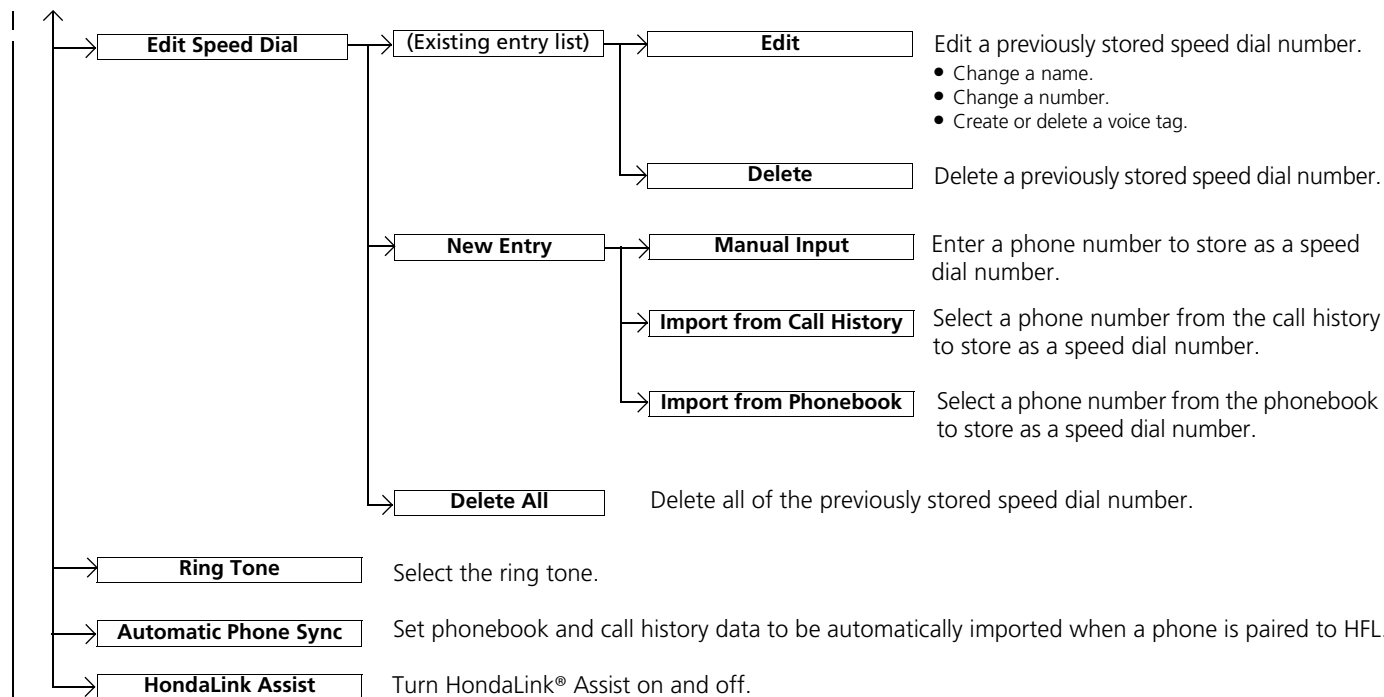 Edit Speed Dial
(Existing entry list)
Edit
Edit a previously stored speed dial number.
• Change a name.
• Change a number.
• Create or delete a voice tag.
Delete
Delete a previously stored speed dial number.
New Entry
Manual Input
Enter a phone number to store as a speed
dial number.
Import from Call History
Select a phone number from the call history
to store as a speed dial number.
Import from Phonebook
Select a phone number from the phonebook
to store as a speed dial number.
Delete All
Delete all of the previously stored speed dial number.
Ring Tone
Select the ring tone.
Automatic Phone Sync
Set phonebook and call history data to be automatically imported when a phone is paired to HFL.
HondaLink Assist
Turn HondaLink® Assist on and off.